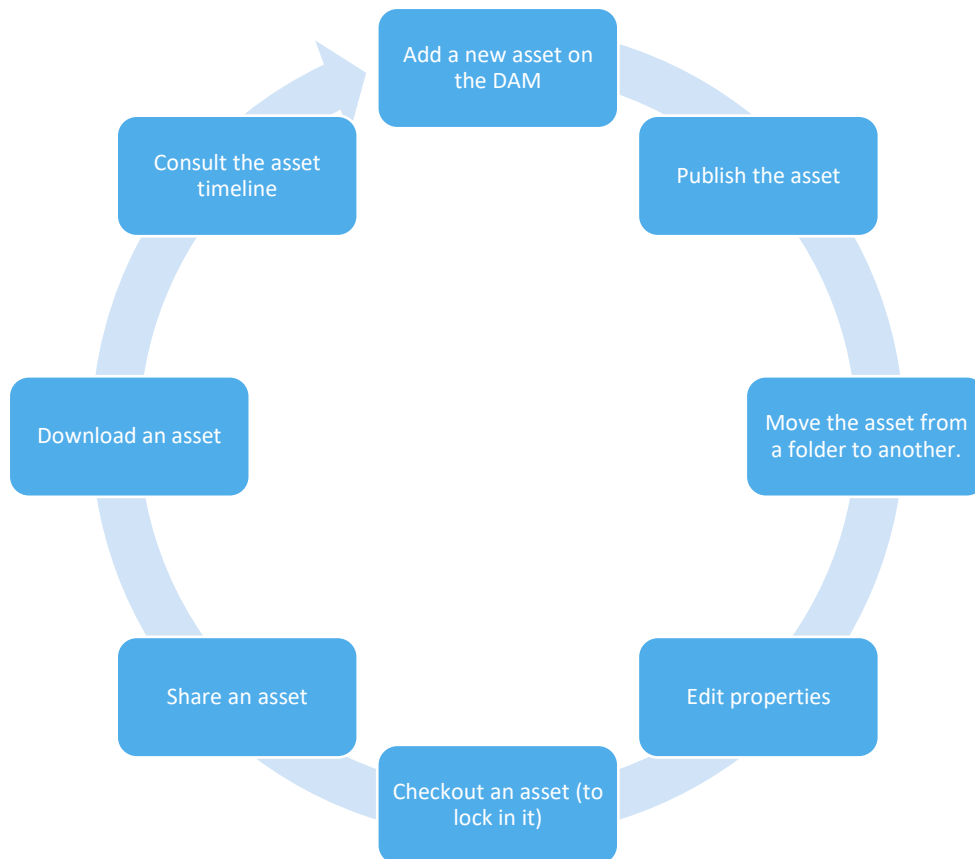 Add a new asset on
the DAM
Publish the asset
Move the asset from
a folder to another.
Edit properties
Checkout an asset (to
lock in it)
Share an asset
Download an asset
Consult the asset
timeline